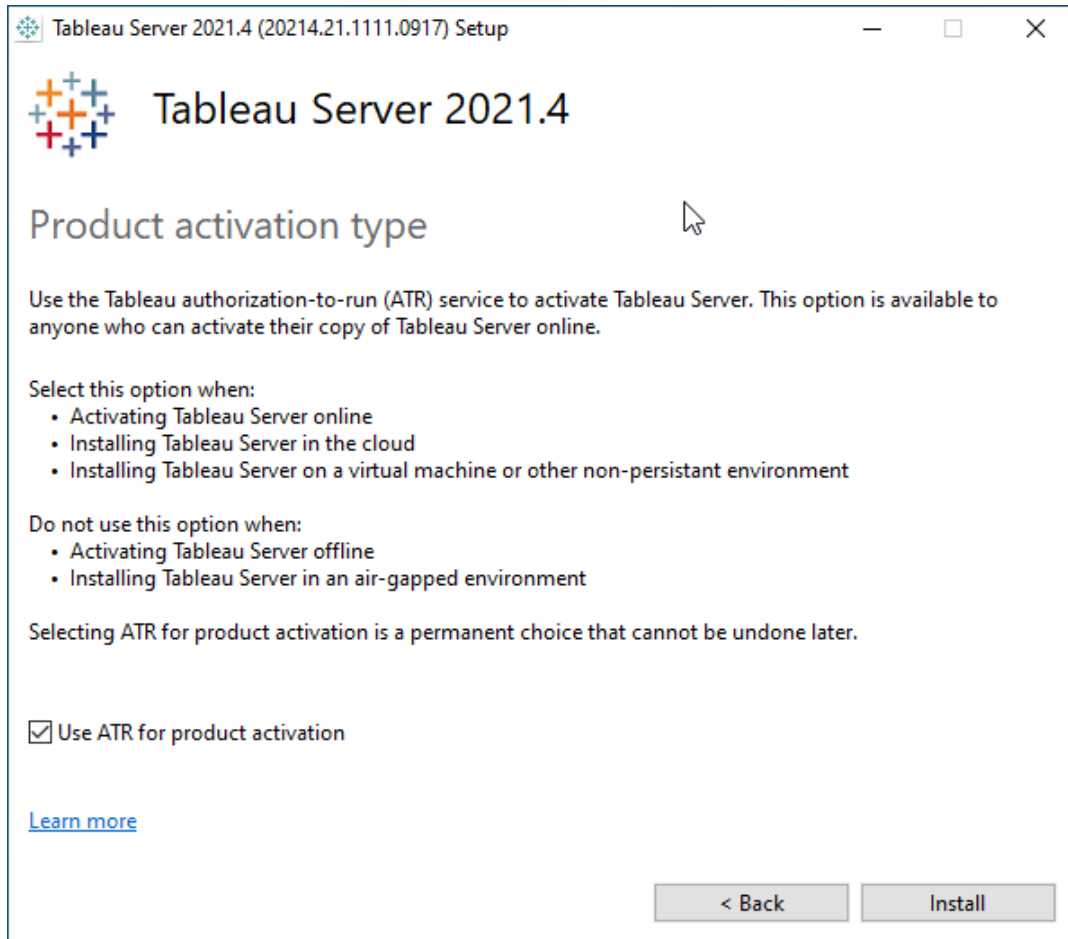 Tableau Server 2021.4 (20214.21.1111.0917) Setup
Tableau Server 2021.4
Product activation type
Use the Tableau authorization-to-run (ATR) service to activate Tableau Server. This option is available to
anyone who can activate their copy of Tableau Server online.
Select this option when:
• Activating Tableau Server online
• Installing Tableau Server in the cloud
• Installing Tableau Server on a virtual machine or other non-persistant environment
Do not use this option when:
• Activating Tableau Server offline
• Installing Tableau Server in an air-gapped environment
Selecting ATR for product activation is a permanent choice that cannot be undone later.
Use ATR for product activation
Learn more
< Back Install